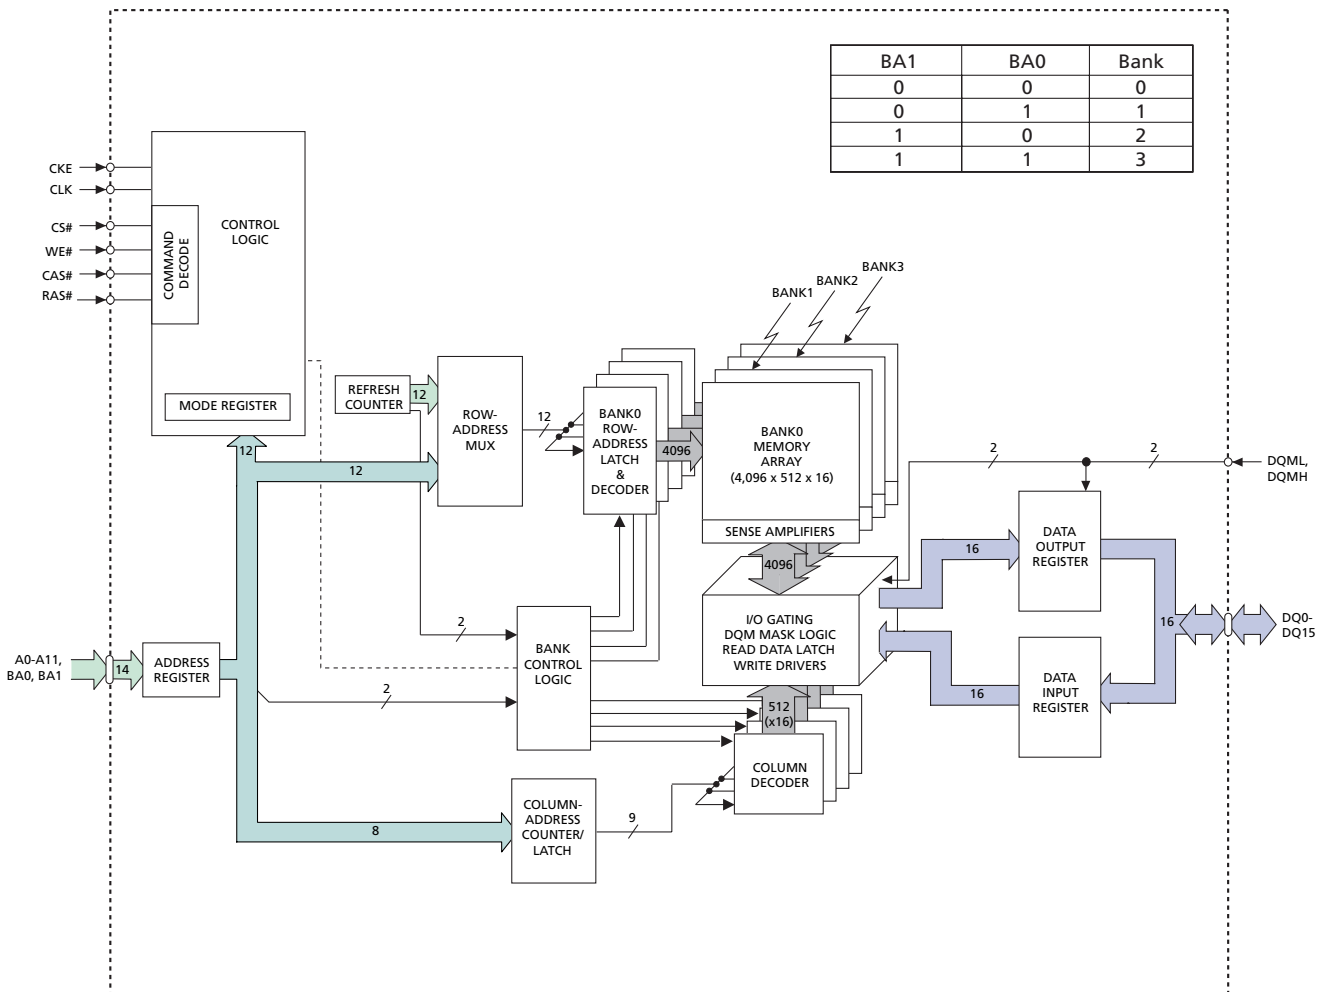 BA1 BA0 Bank
0 0 0
0 1 1
1 0 2
1 1 3
CKE
CLK
CS#
WE#
CAS#
RAS#
COMMAND
DECODE
CONTROL
LOGIC
MODE REGISTER
12
12
REFRESH
COUNTER
12
ROW-
ADDRESS
MUX
12
BANK0
ROW-
ADDRESS
LATCH
&
DECODER
4096
BANK1
BANK2
BANK3
BANK0
MEMORY
ARRAY
(4,096 x 512 x 16)
SENSE AMPLIFIERS
4096
I/O GATING
DQM MASK LOGIC
READ DATA LATCH
WRITE DRIVERS
2
2
DQML,
DQMH
DATA
OUTPUT
REGISTER
16
16
DQ0-
DQ15
DATA
INPUT
REGISTER
16
A0-A11,
BA0, BA1
14
ADDRESS
REGISTER
2
2
BANK
CONTROL
LOGIC
512
(x16)
COLUMN
DECODER
8
COLUMN-
ADDRESS
COUNTER/
LATCH
9